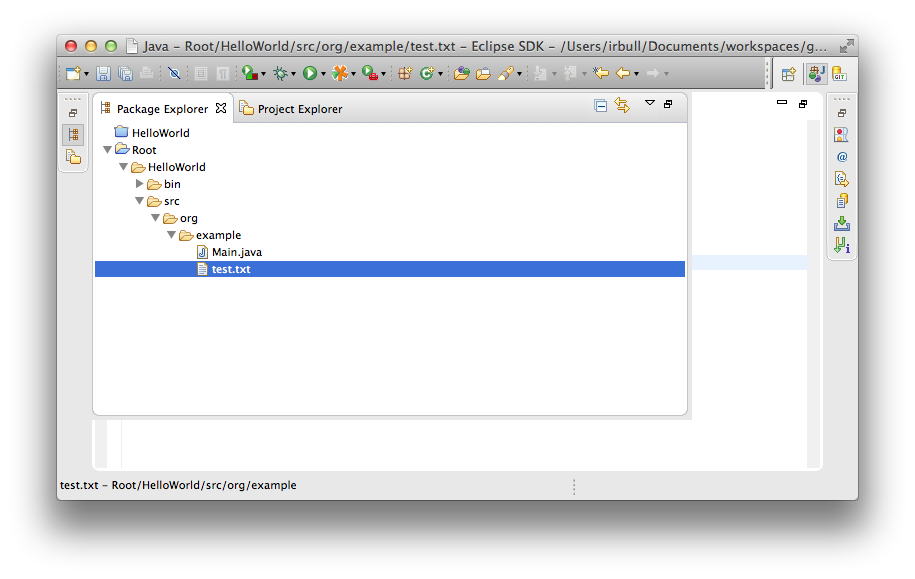 Java – Root/HelloWorld/src/org/example/test.txt – Eclipse SDK – /Users/irbull/Documents/workspaces/g...
GIT
Package Explorer Project Explorer
HelloWorld
Root
HelloWorld
bin
src
org
example
Main.java
test.txt
test.txt – Root/HelloWorld/src/org/example